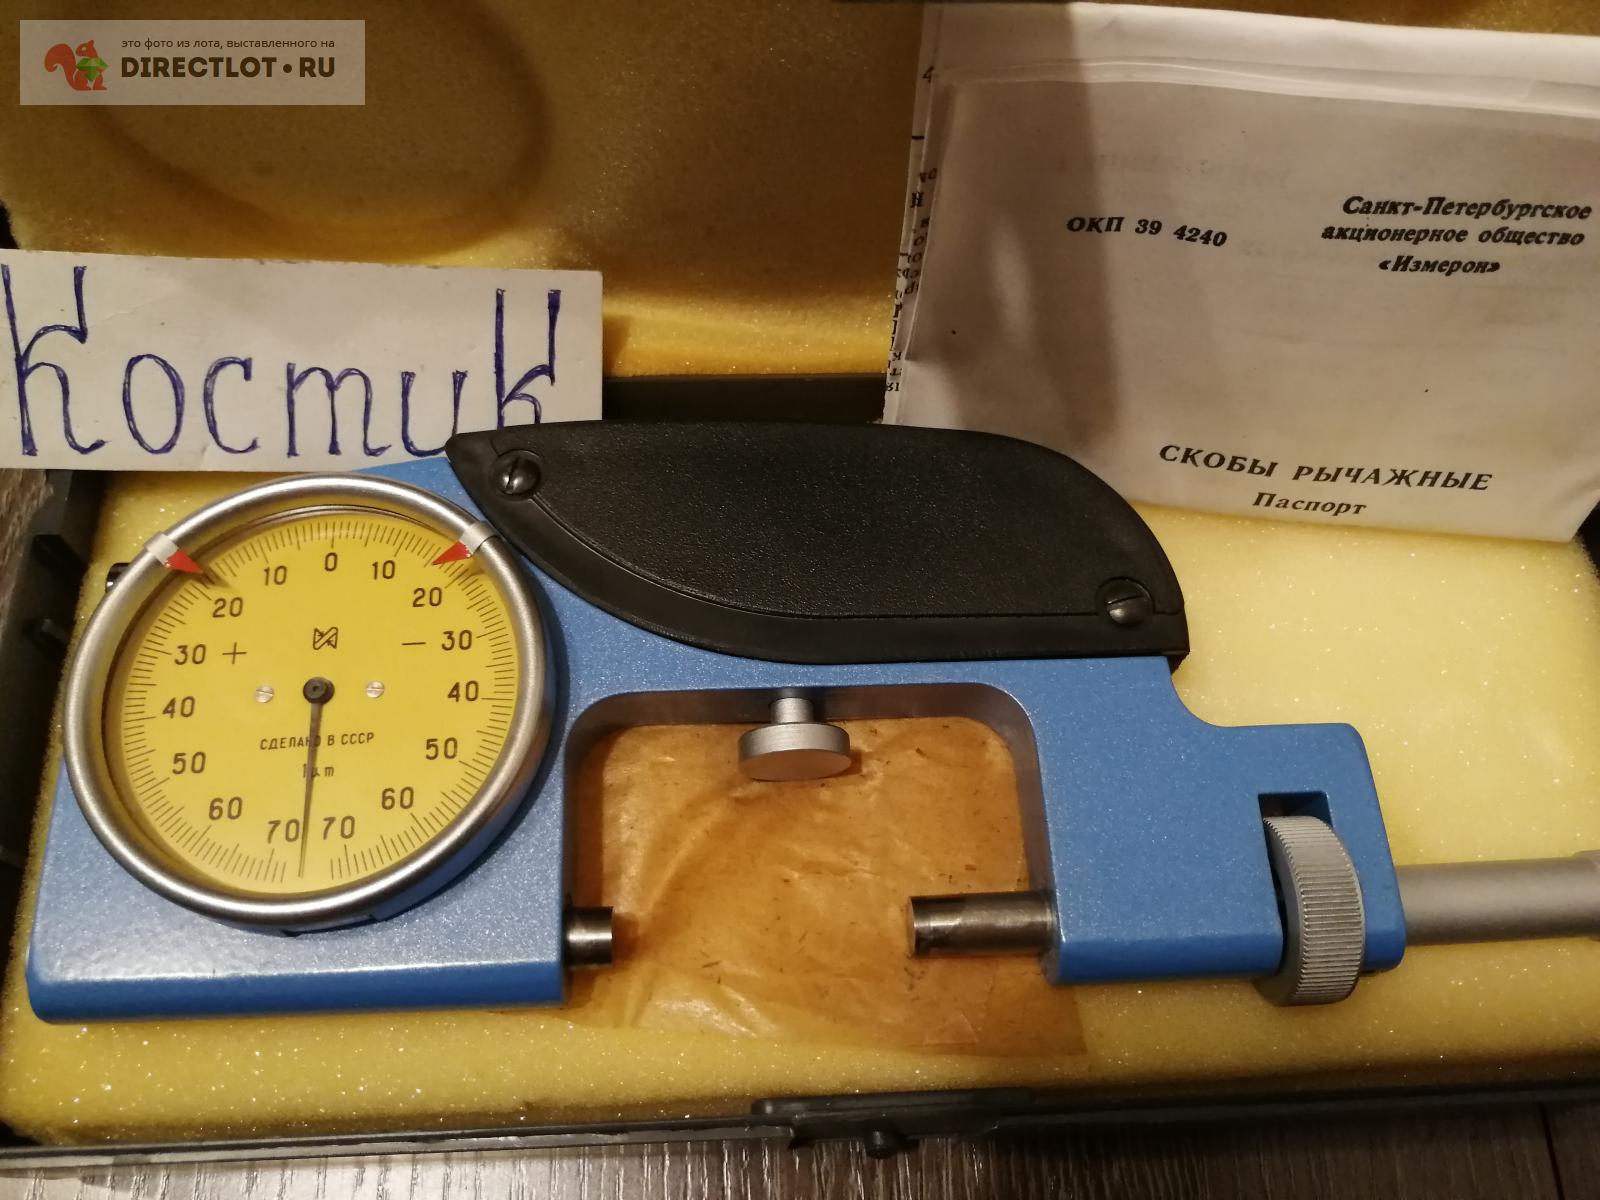 это фото из лота, выставленного на
DIRECTLOT•RU
Костик
ОКП 39 4240
Санкт-Петербургское
акционерное общество
«Измерон»
СКОБЫ РЫЧАЖНЫЕ
Паспорт
10 0 10
20 20
30 + – 30
40 40
СДЕЛАНО В СССР
50 50
1μm
60 60
70 70